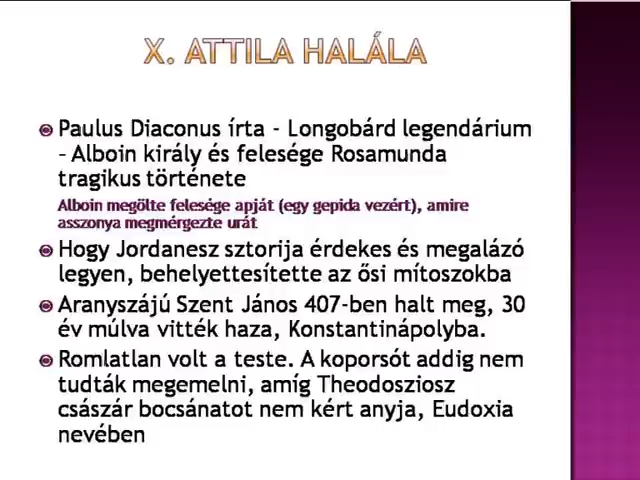 X. ATTILA HALÁLA
Paulus Diaconus írta - Longobárd legendárium
– Alboin király és felesége Rosamunda
tragikus története
Alboin megölte felesége apját (egy gepida vezért), amire
asszonya megmérgezte urát
Hogy Jordanesz sztorija érdekes és megalázó
legyen, behelyettesítette az ősi mítoszokba
Aranyszájú Szent János 407-ben halt meg, 30
év múlva vitték haza, Konstantinápolyba.
Romlatlan volt a teste. A koporsót addig nem
tudták megemelni, amíg Theodosziosz
császár bocsánatot nem kért anyja, Eudoxia
nevében